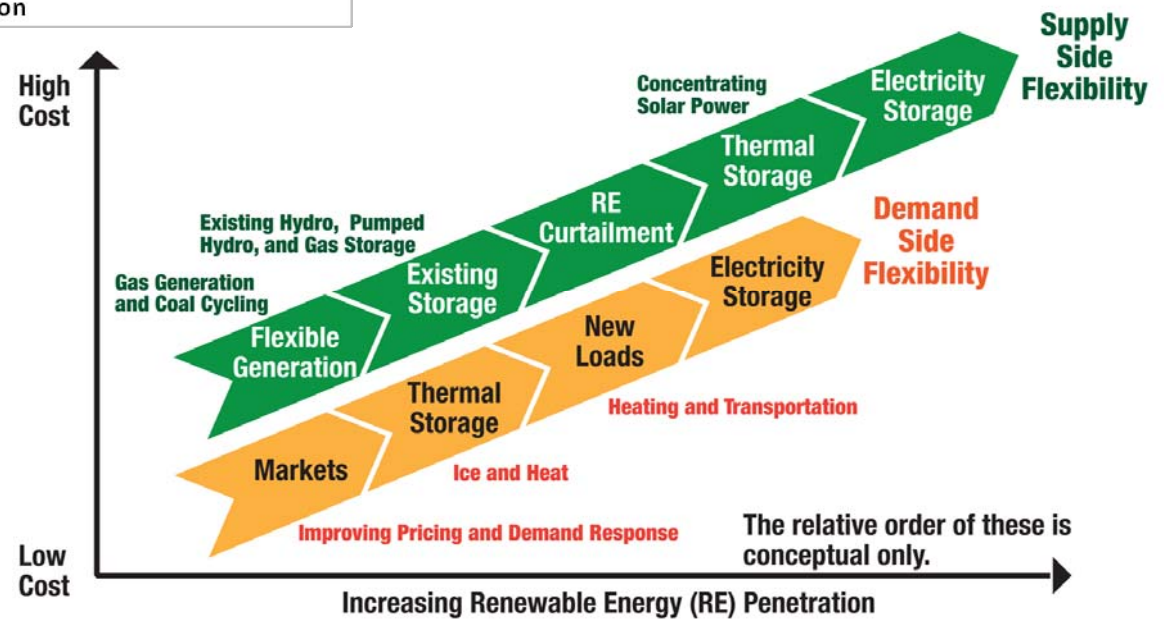 on
High
Cost
Supply
Side
Flexibility
Concentrating
Solar Power
Electricity
Storage
Thermal
Storage
RE
Curtailment
Existing Hydro, Pumped
Hydro, and Gas Storage
Existing
Storage
Gas Generation
and Coal Cycling
Flexible
Generation
Demand
Side
Flexibility
Electricity
Storage
New
Loads
Heating and Transportation
Thermal
Storage
Ice and Heat
Markets
Improving Pricing and Demand Response
The relative order of these is
conceptual only.
Low
Cost
Increasing Renewable Energy (RE) Penetration